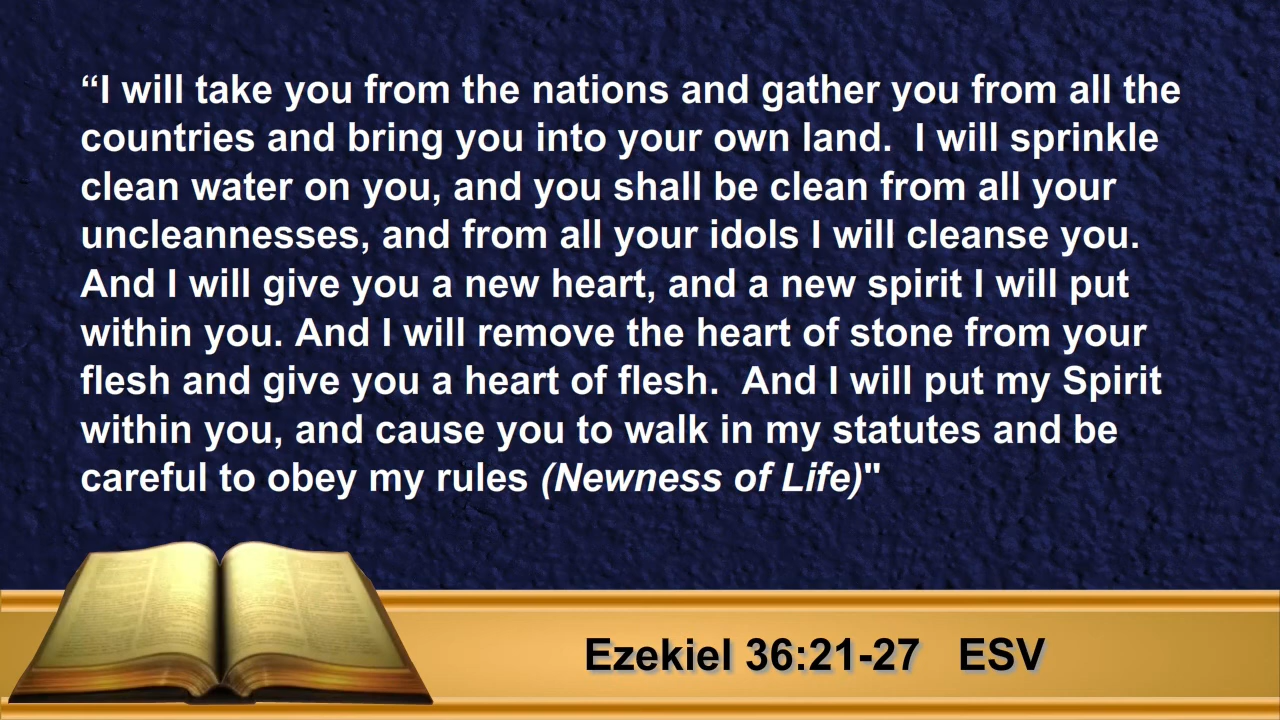 “I will take you from the nations and gather you from all the
countries and bring you into your own land.  I will sprinkle
clean water on you, and you shall be clean from all your
uncleannesses, and from all your idols I will cleanse you.
And I will give you a new heart, and a new spirit I will put
within you. And I will remove the heart of stone from your
flesh and give you a heart of flesh.  And I will put my Spirit
within you, and cause you to walk in my statutes and be
careful to obey my rules (Newness of Life)"
Ezekiel 36:21-27   ESV